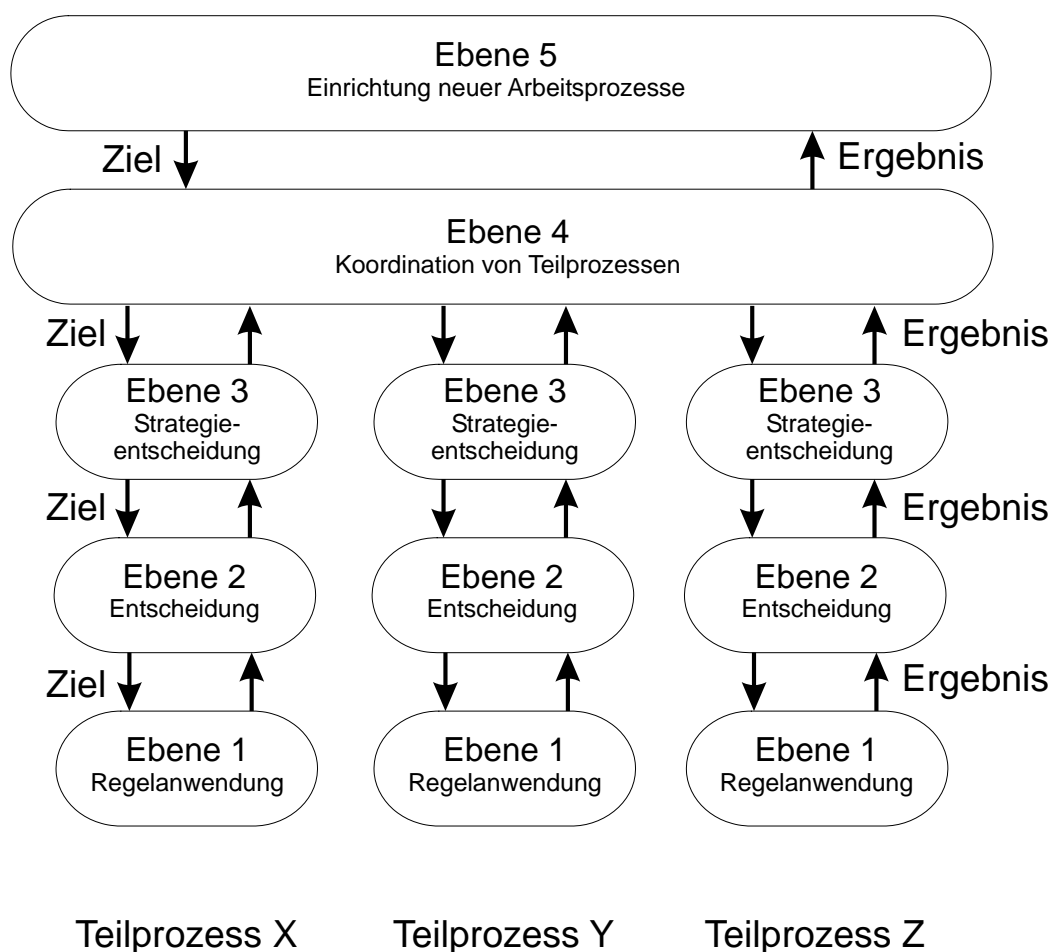 Ebene 5
Einrichtung neuer Arbeitsprozesse
Ziel
Ergebnis
Ebene 4
Koordination von Teilprozessen
Ziel
Ergebnis
Ebene 3
Strategie-
entscheidung
Ebene 3
Strategie-
entscheidung
Ebene 3
Strategie-
entscheidung
Ziel
Ergebnis
Ebene 2
Entscheidung
Ebene 2
Entscheidung
Ebene 2
Entscheidung
Ziel
Ergebnis
Ebene 1
Regelanwendung
Ebene 1
Regelanwendung
Ebene 1
Regelanwendung
Teilprozess X
Teilprozess Y
Teilprozess Z